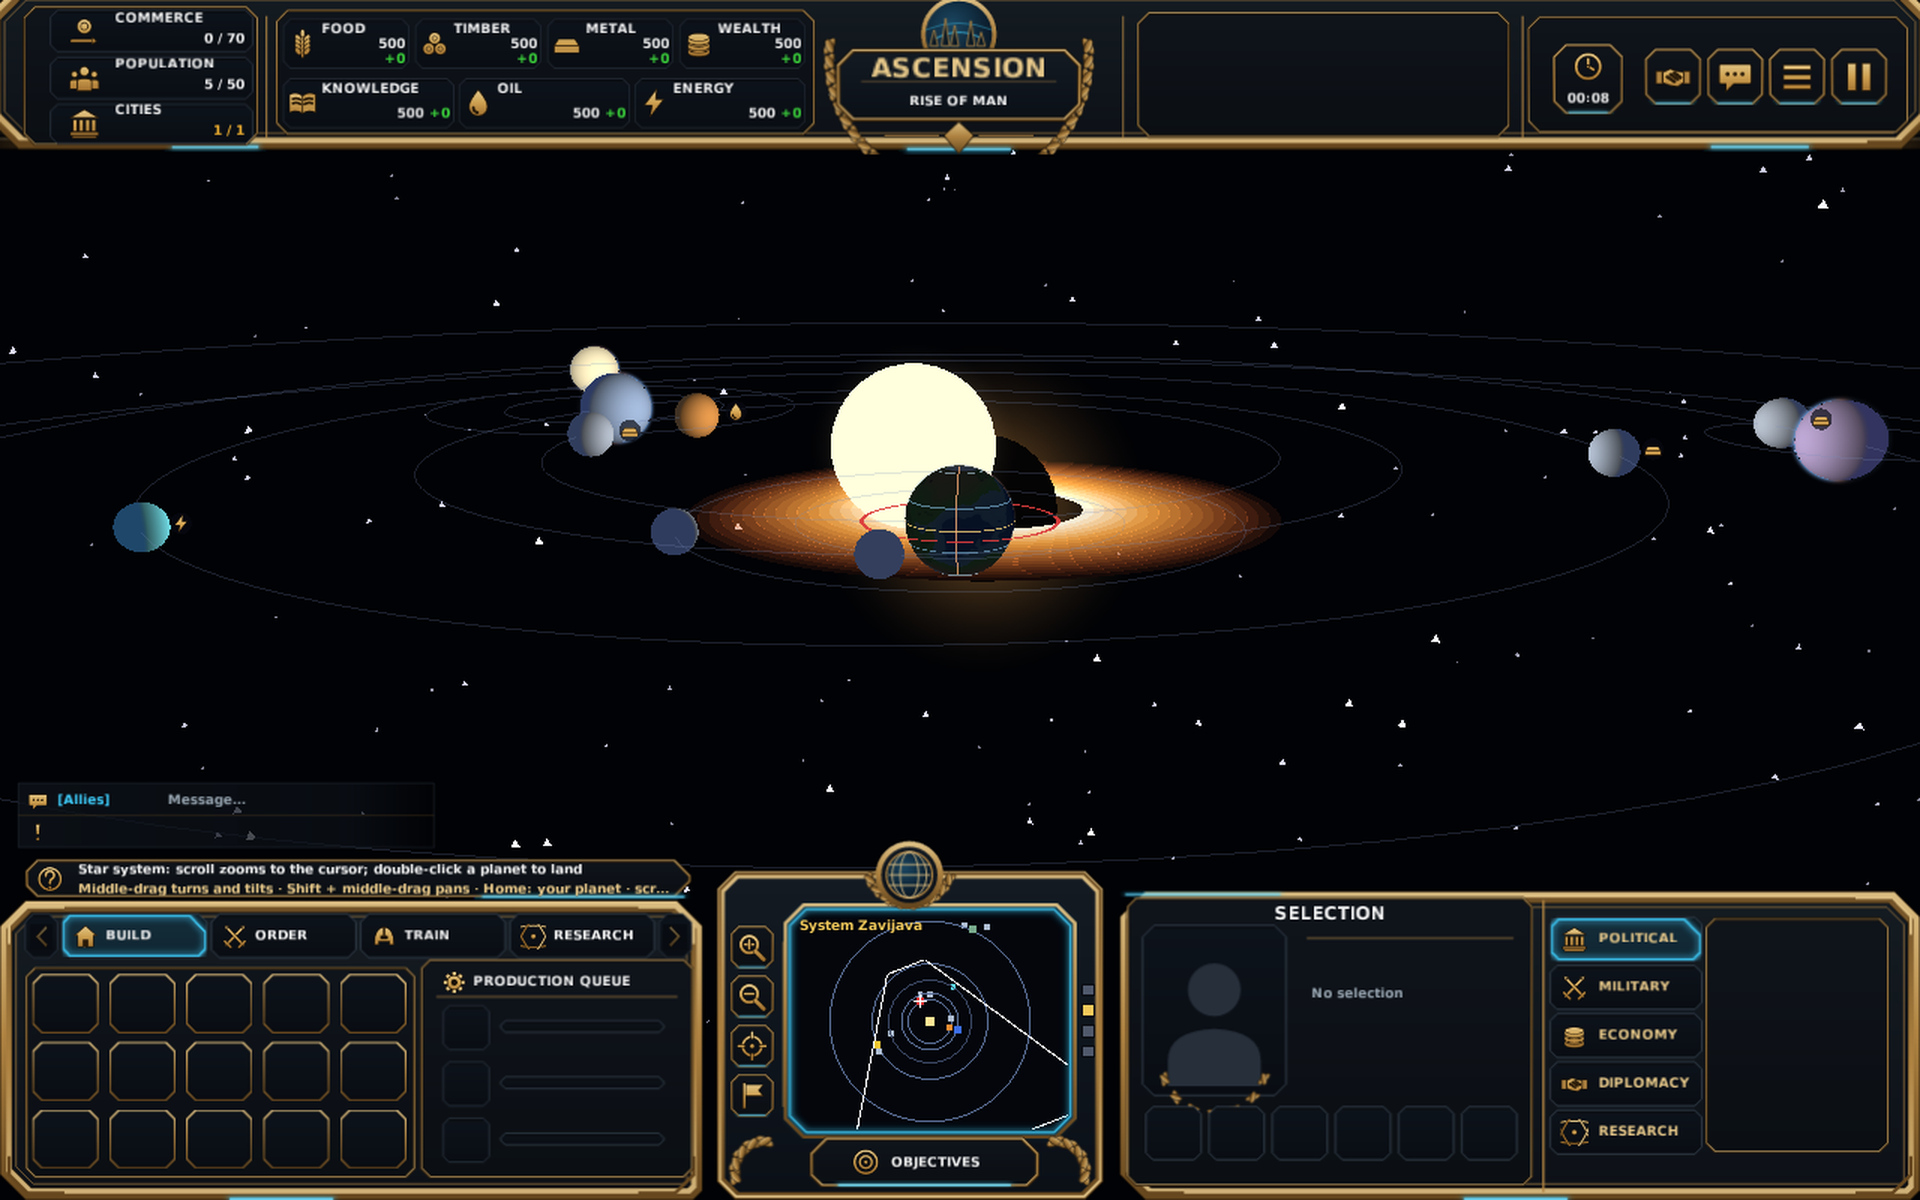 COMMERCE
0 / 70
POPULATION
5 / 50
CITIES
1 / 1
FOOD
500
+0
TIMBER
500
+0
METAL
500
+0
WEALTH
500
+0
KNOWLEDGE
500 +0
OIL
500 +0
ENERGY
500 +0
ASCENSION
RISE OF MAN
00:08
[Allies] Message...
!
Star system: scroll zooms to the cursor; double-click a planet to land
Middle-drag turns and tilts · Shift + middle-drag pans · Home: your planet · scr...
BUILD
ORDER
TRAIN
RESEARCH
PRODUCTION QUEUE
System Zavijava
OBJECTIVES
SELECTION
No selection
POLITICAL
MILITARY
ECONOMY
DIPLOMACY
RESEARCH